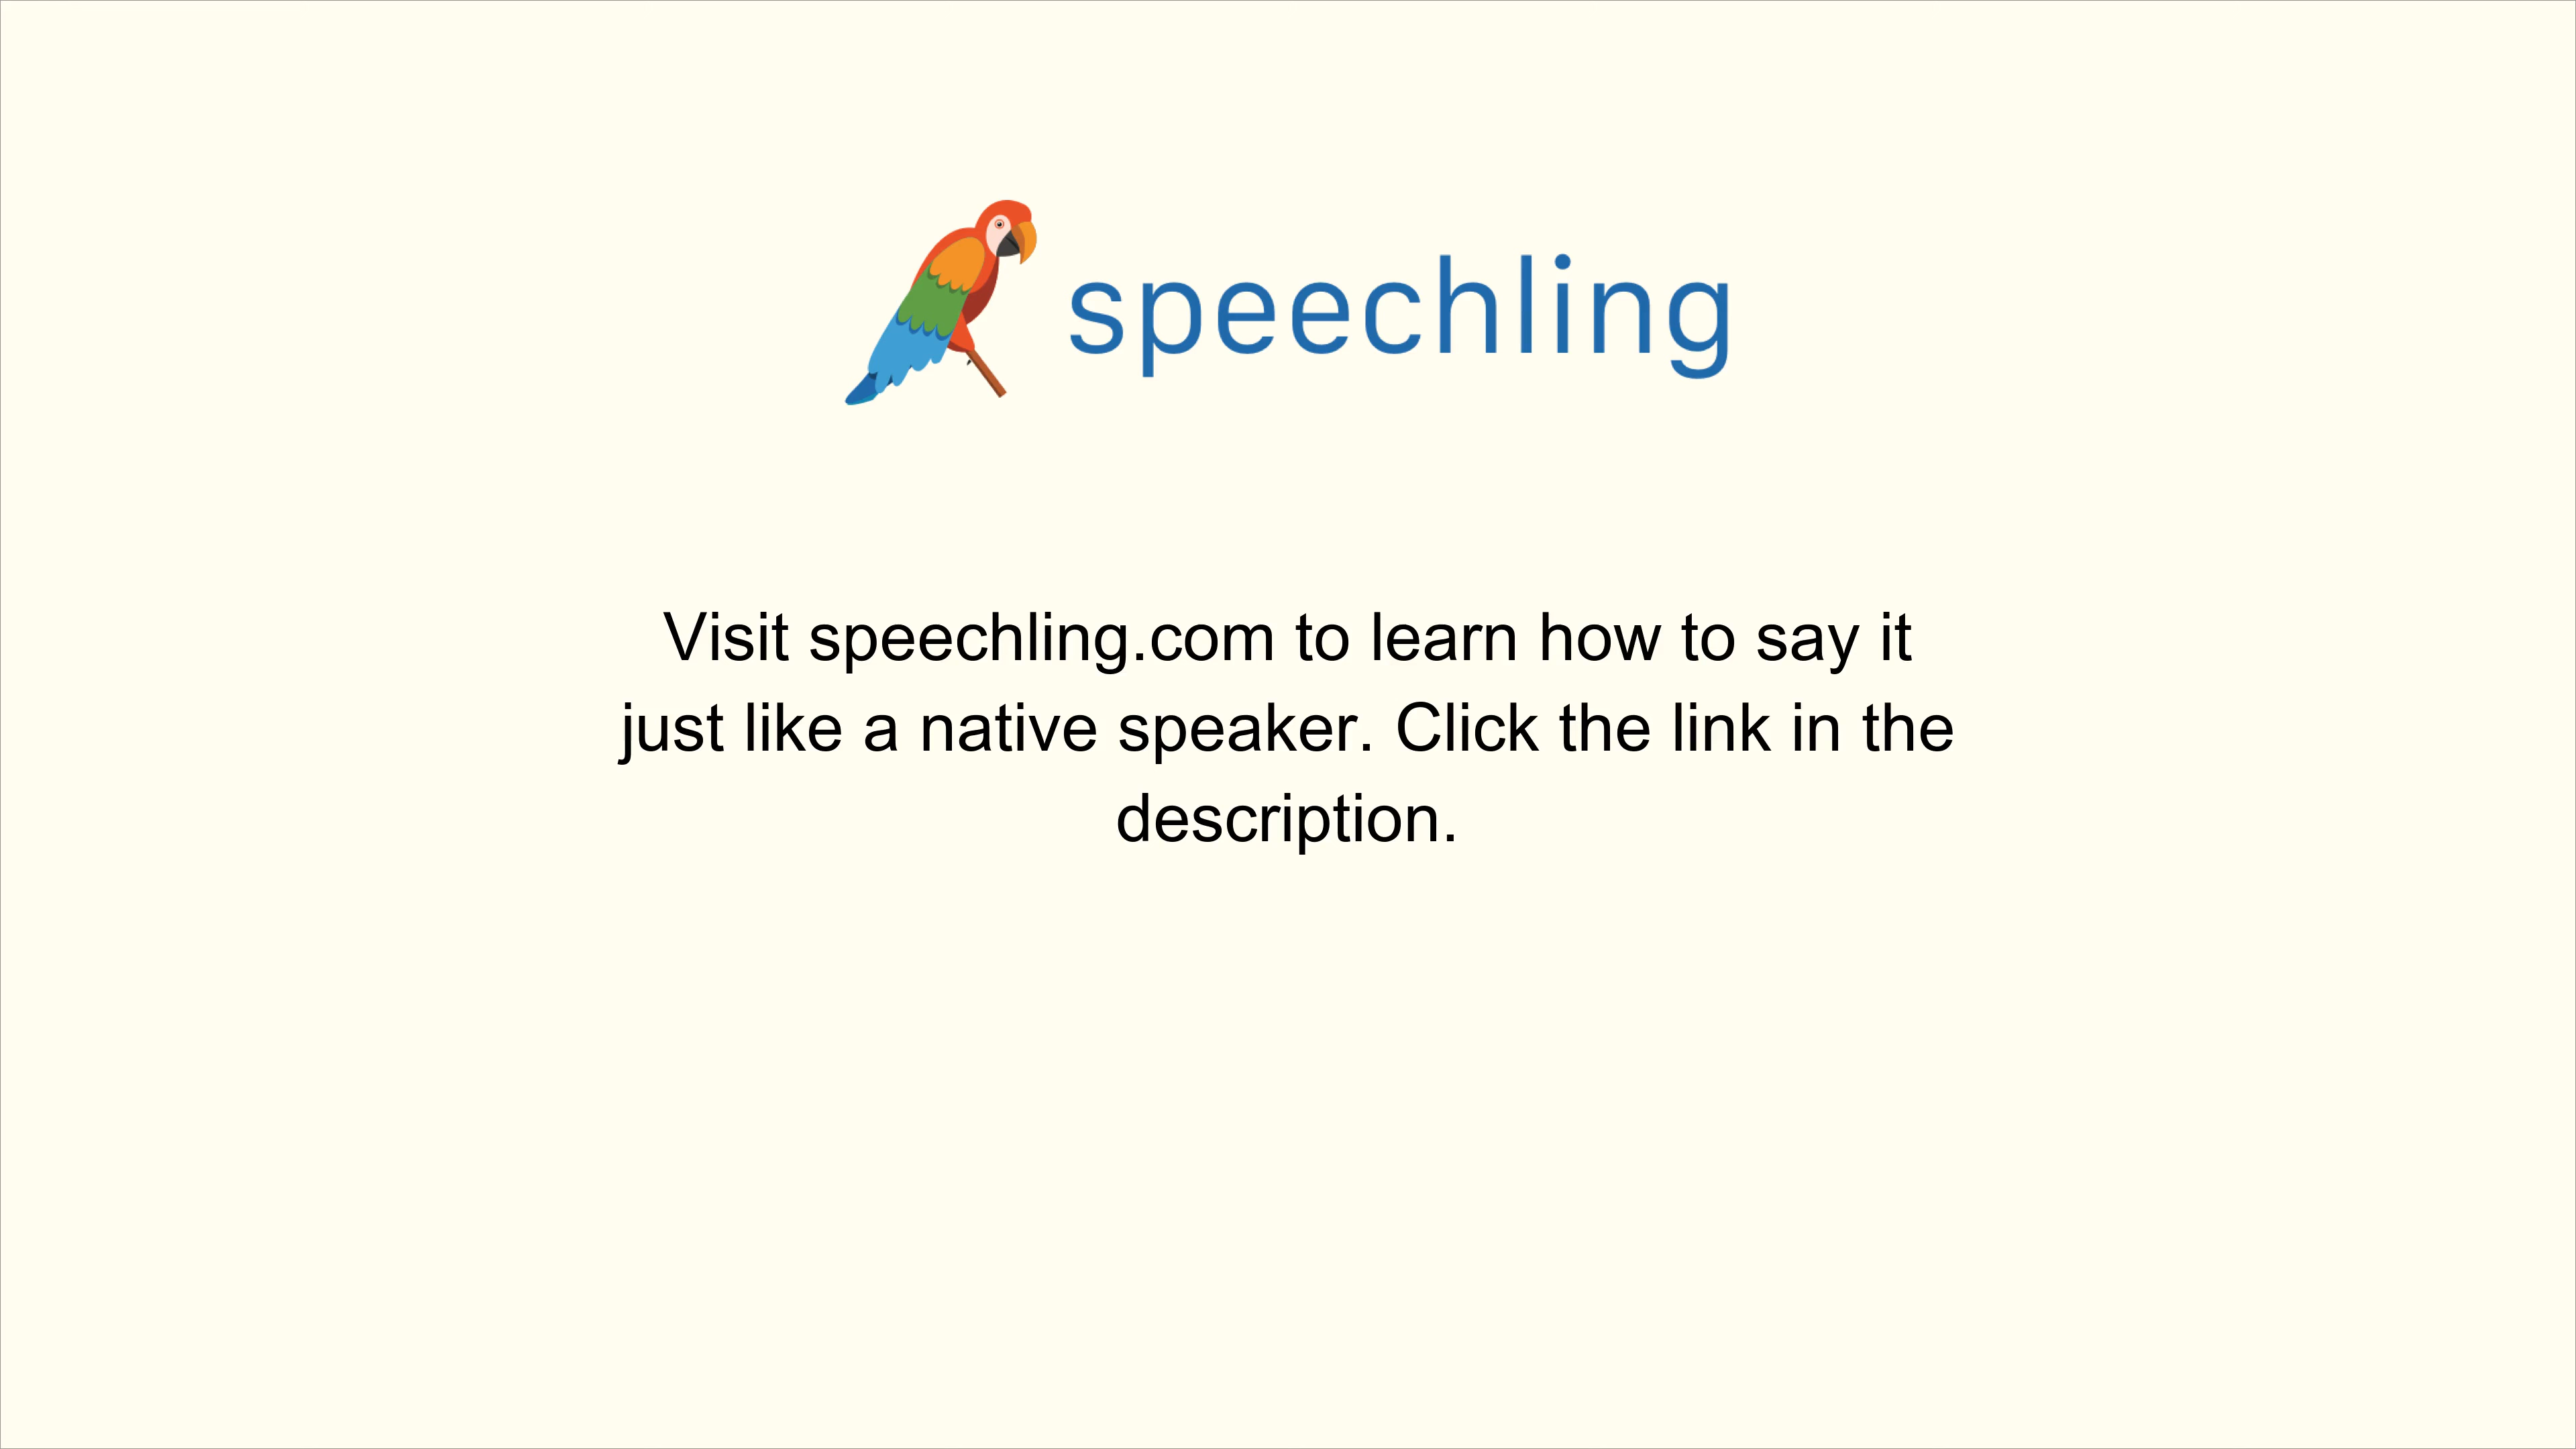 speechling
Visit speechling.com to learn how to say it
just like a native speaker. Click the link in the
description.